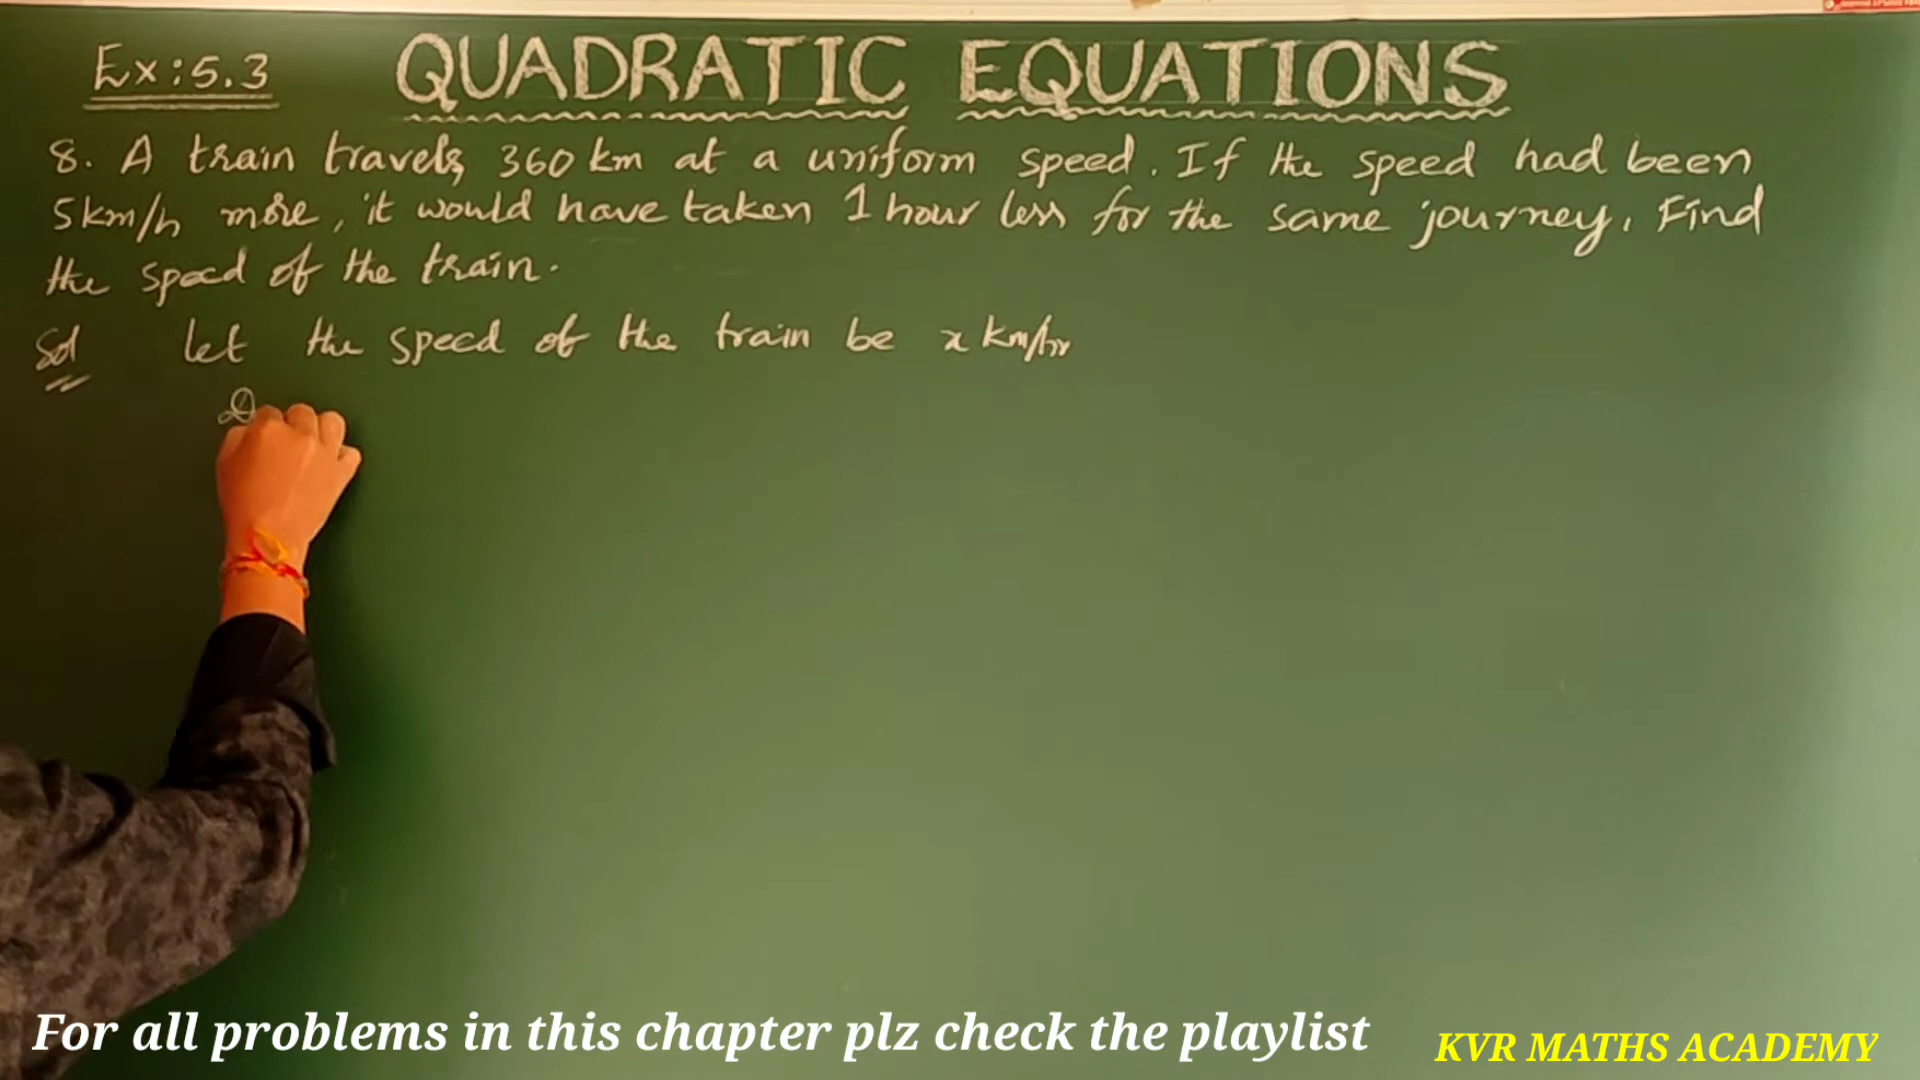 Ex:5.3 QUADRATIC EQUATIONS
8. A train travels 360 km at a uniform speed. If the speed had been
5 km/h more, it would have taken 1 hour less for the same journey. Find
the speed of the train.
Sol let the speed of the train be x km/hr
D
For all problems in this chapter plz check the playlist
KVR MATHS ACADEMY